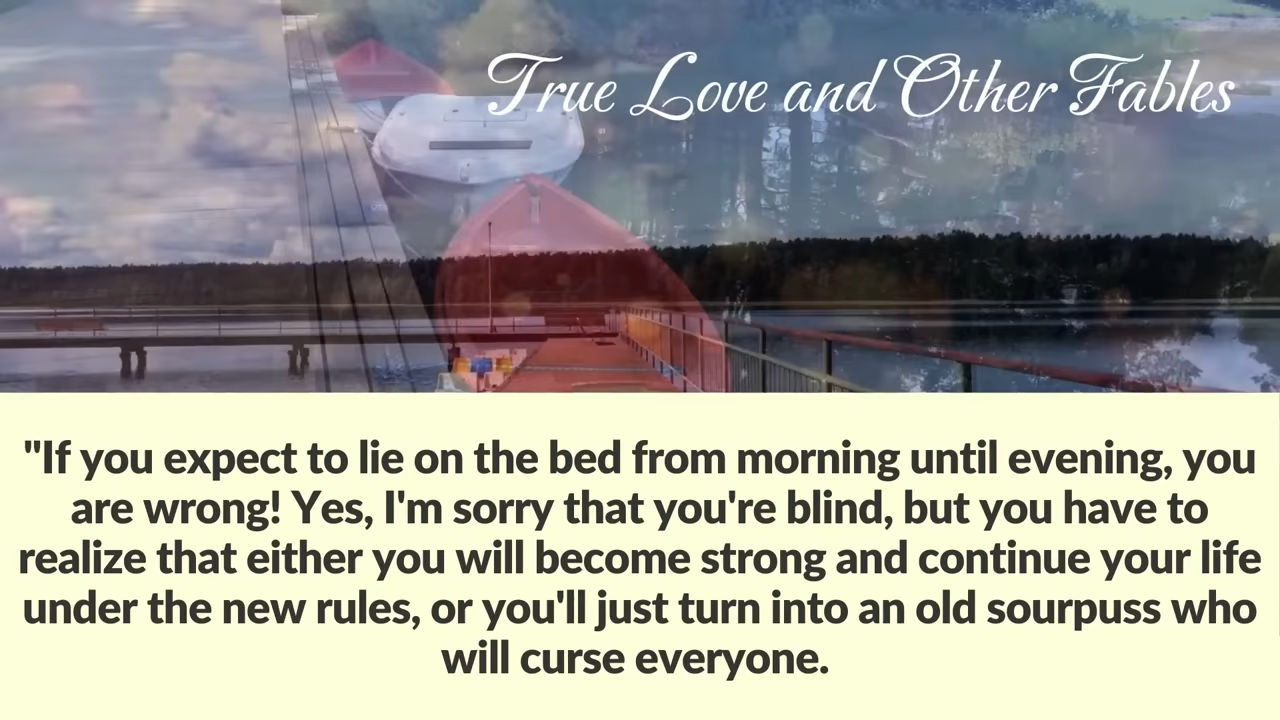 True Love and Other Fables
"If you expect to lie on the bed from morning until evening, you
are wrong! Yes, I'm sorry that you're blind, but you have to
realize that either you will become strong and continue your life
under the new rules, or you'll just turn into an old sourpuss who
will curse everyone.